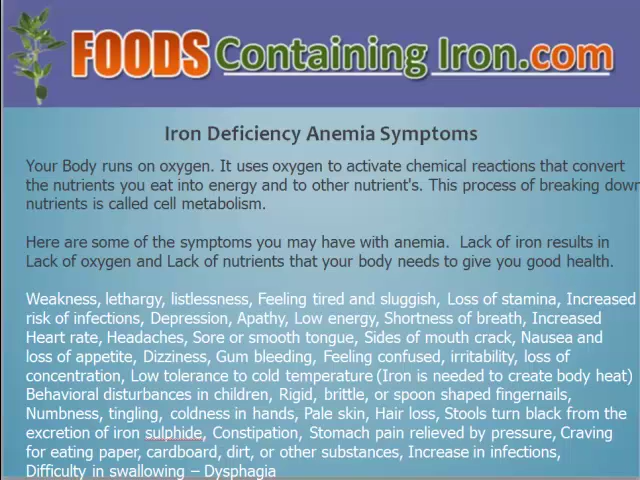 FOODS Containing Iron.com
Iron Deficiency Anemia Symptoms
Your Body runs on oxygen. It uses oxygen to activate chemical reactions that convert
the nutrients you eat into energy and to other nutrient's. This process of breaking down
nutrients is called cell metabolism.
Here are some of the symptoms you may have with anemia. Lack of iron results in
Lack of oxygen and Lack of nutrients that your body needs to give you good health.
Weakness, lethargy, listlessness, Feeling tired and sluggish, Loss of stamina, Increased
risk of infections, Depression, Apathy, Low energy, Shortness of breath, Increased
Heart rate, Headaches, Sore or smooth tongue, Sides of mouth crack, Nausea and
loss of appetite, Dizziness, Gum bleeding, Feeling confused, irritability, loss of
concentration, Low tolerance to cold temperature (Iron is needed to create body heat)
Behavioral disturbances in children, Rigid, brittle, or spoon shaped fingernails,
Numbness, tingling, coldness in hands, Pale skin, Hair loss, Stools turn black from the
excretion of iron sulphide, Constipation, Stomach pain relieved by pressure, Craving
for eating paper, cardboard, dirt, or other substances, Increase in infections,
Difficulty in swallowing – Dysphagia